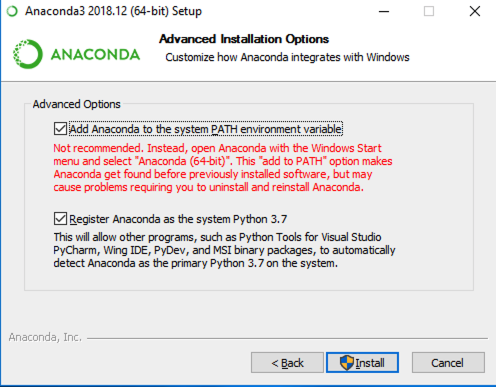 Anaconda3 2018.12 (64-bit) Setup
ANACONDA
Advanced Installation Options
Customize how Anaconda integrates with Windows
Advanced Options
Add Anaconda to the system PATH environment variable
Not recommended. Instead, open Anaconda with the Windows Start
menu and select "Anaconda (64-bit)". This "add to PATH" option makes
Anaconda get found before previously installed software, but may
cause problems requiring you to uninstall and reinstall Anaconda.
Register Anaconda as the system Python 3.7
This will allow other programs, such as Python Tools for Visual Studio
PyCharm, Wing IDE, PyDev, and MSI binary packages, to automatically
detect Anaconda as the primary Python 3.7 on the system.
Anaconda, Inc.
< Back
Install
Cancel